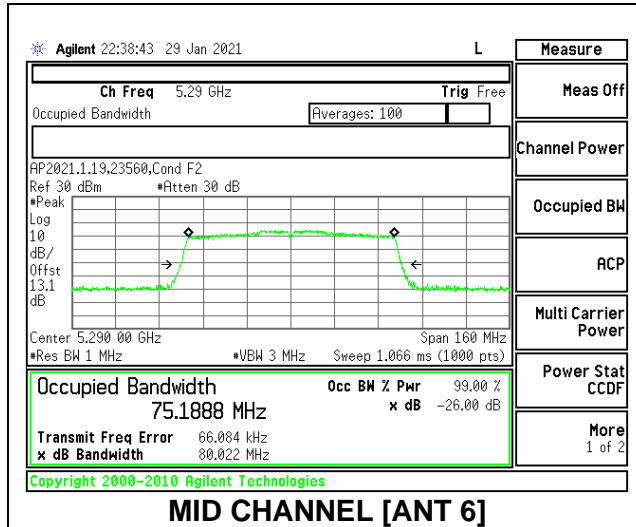 Agilent 22:38:43 29 Jan 2021 L
Measure
Ch Freq 5.29 GHz Trig Free
Occupied Bandwidth Averages: 100
AP2021.1.19,23560,Cond F2
Ref 30 dBm #Atten 30 dB
#Peak
Log
10
dB/
Offst
13.1
dB
Center 5.290 00 GHz Span 160 MHz
#Res BW 1 MHz #VBW 3 MHz Sweep 1.066 ms (1000 pts)
Occupied Bandwidth Occ BW % Pwr 99.00 %
75.1888 MHz x dB -26.00 dB
Transmit Freq Error 66.084 kHz
x dB Bandwidth 80.022 MHz
Copyright 2000-2010 Agilent Technologies
Meas Off
Channel Power
Occupied BW
ACP
Multi Carrier
Power
Power Stat
CCDF
More
1 of 2
MID CHANNEL [ANT 6]